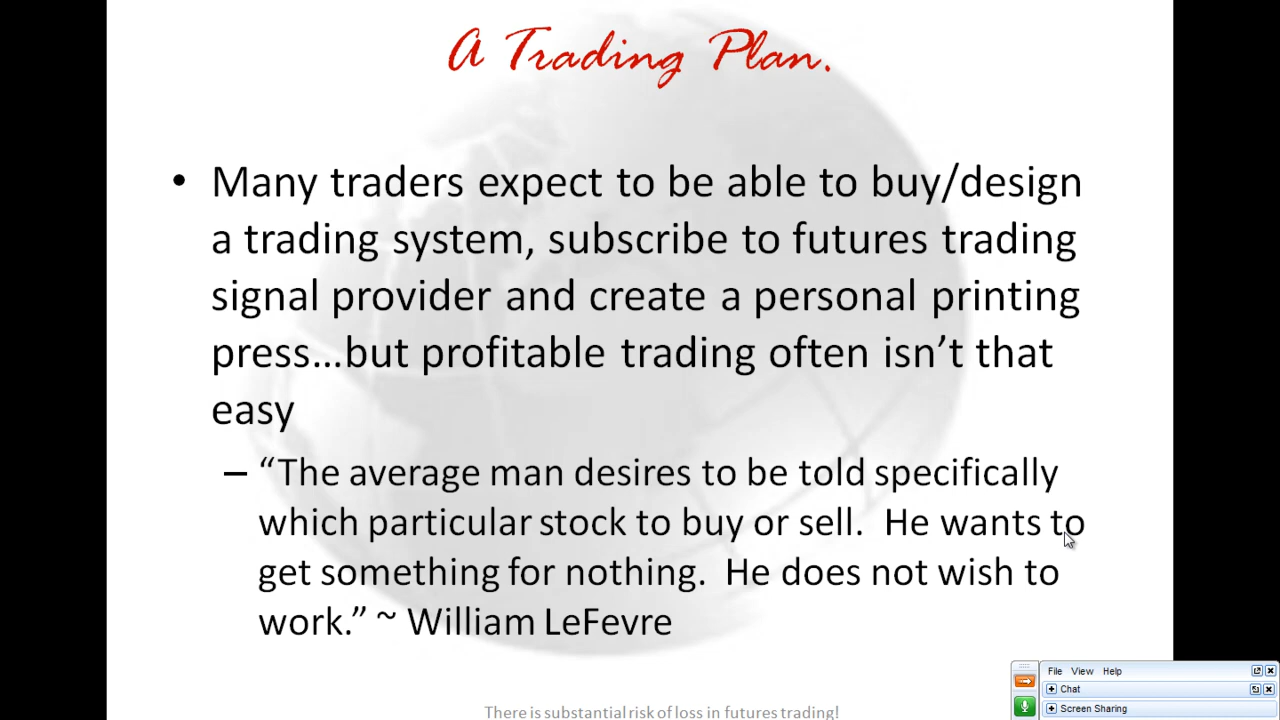 A Trading Plan.
• Many traders expect to be able to buy/design
a trading system, subscribe to futures trading
signal provider and create a personal printing
press…but profitable trading often isn’t that
easy
– “The average man desires to be told specifically
which particular stock to buy or sell.  He wants to
get something for nothing.  He does not wish to
work.” ~ William LeFevre
File View Help
Chat
Screen Sharing
There is substantial risk of loss in futures trading!